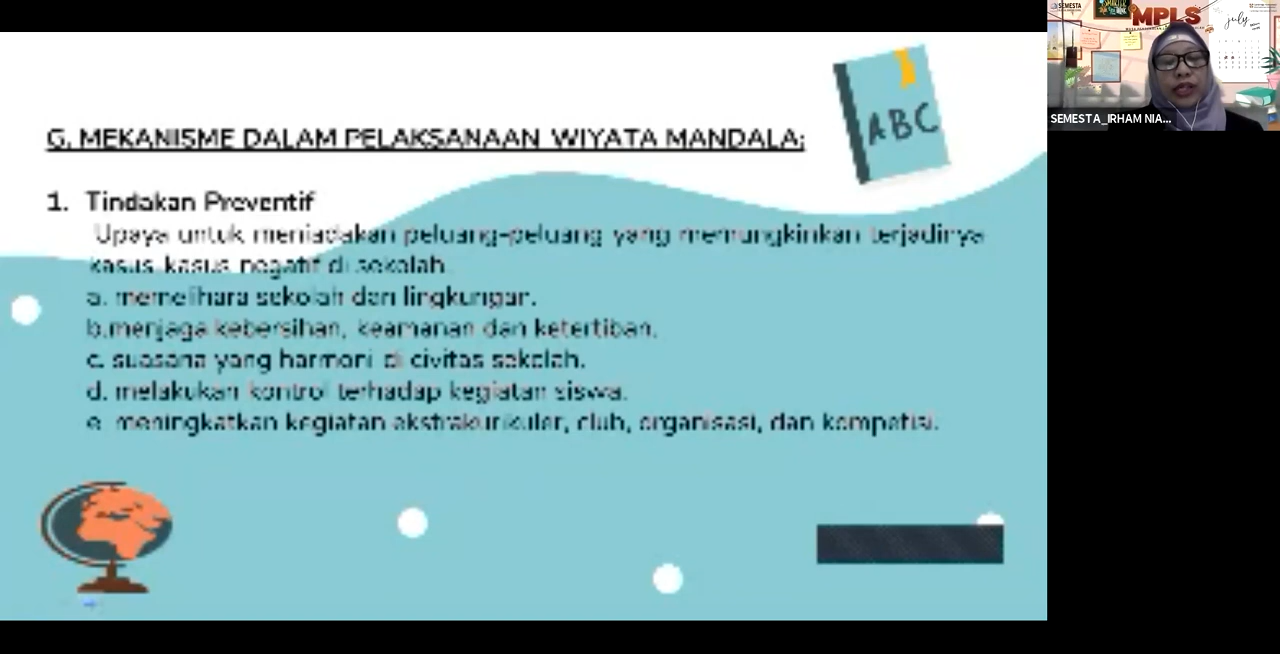 G. MEKANISME DALAM PELAKSANAAN WIYATA MANDALA:
1. Tindakan Preventif
Upaya untuk meniadakan peluang-peluang yang memungkinkan terjadinya
kasus-kasus negatif di sekolah.
a. memelihara sekolah dan lingkungan.
b.menjaga kebersihan, keamanan dan ketertiban.
c. suasana yang harmoni di civitas sekolah.
d. melakukan kontrol terhadap kegiatan siswa.
e. meningkatkan kegiatan ekstrakurikuler, club, organisasi, dan kompetisi.
ABC
SEMESTA
MPLS
july
SEMESTA_IRHAM NIA...